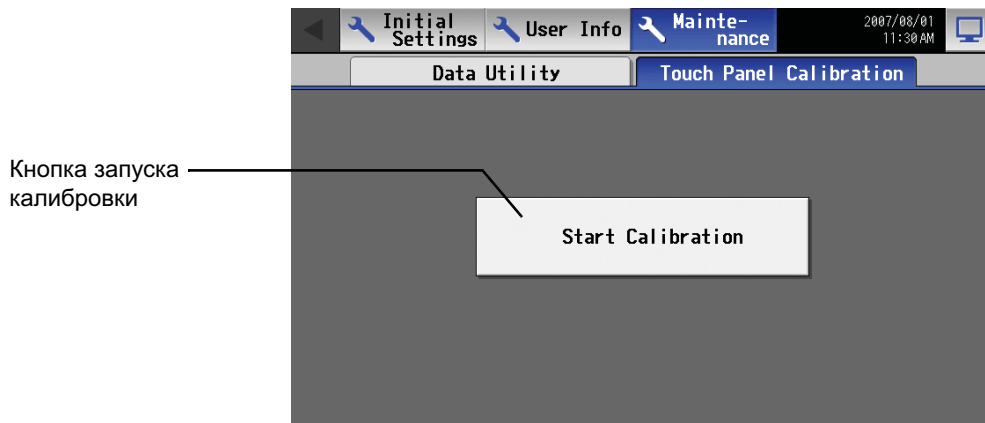 Initial
Settings
User Info
Mainte-
nance
2007/08/01
11:30AM
Data Utility
Touch Panel Calibration
Кнопка запуска
калибровки
Start Calibration